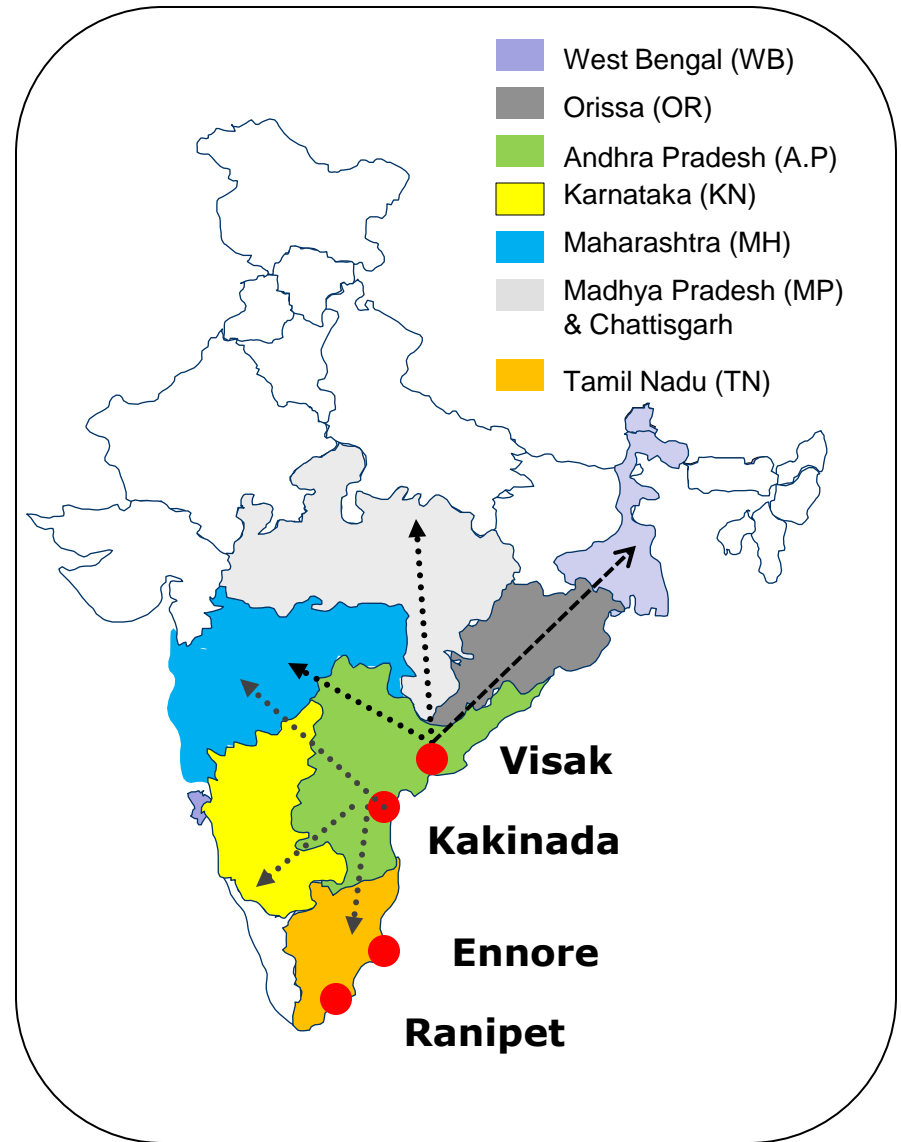 West Bengal (WB)
Orissa (OR)
Andhra Pradesh (A.P)
Karnataka (KN)
Maharashtra (MH)
Madhya Pradesh (MP)
& Chattisgarh
Tamil Nadu (TN)
Visak
Kakinada
Ennore
Ranipet